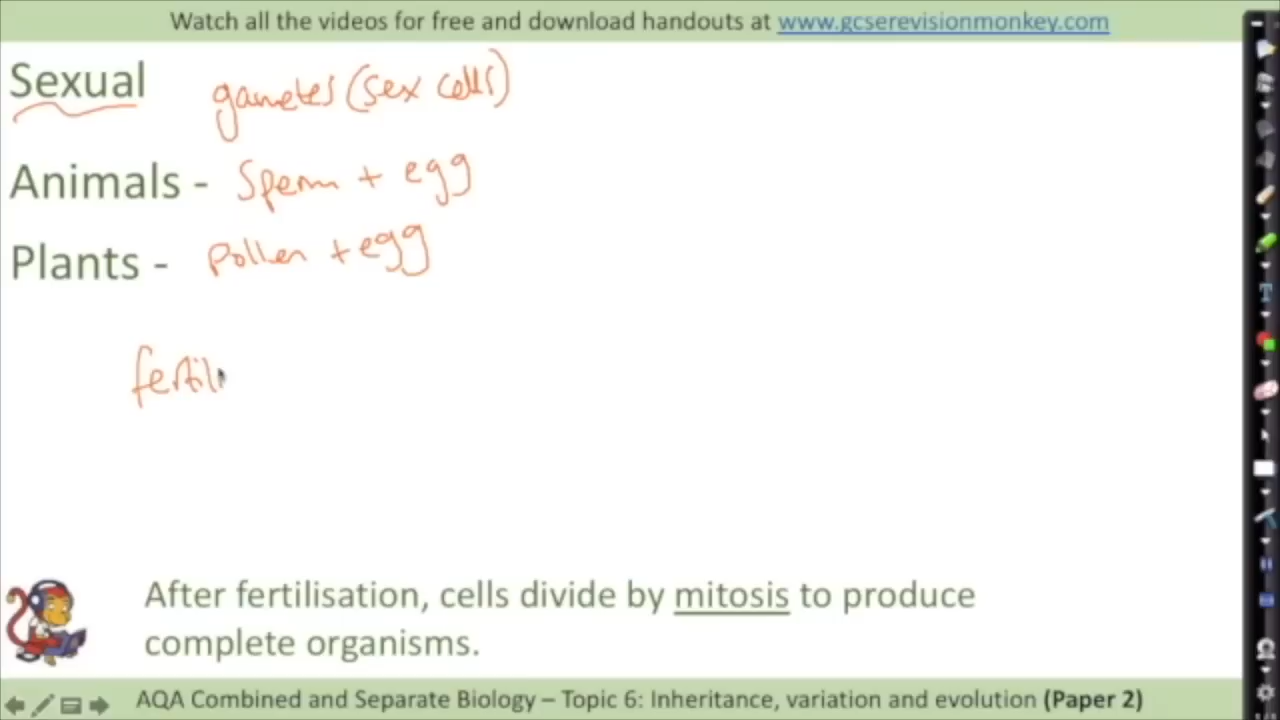 Watch all the videos for free and download handouts at www.gcserevisionmonkey.com
Sexual gametes (sex cells)
Animals - Sperm + egg
Plants - pollen + egg
fertili
After fertilisation, cells divide by mitosis to produce
complete organisms.
AQA Combined and Separate Biology – Topic 6: Inheritance, variation and evolution (Paper 2)